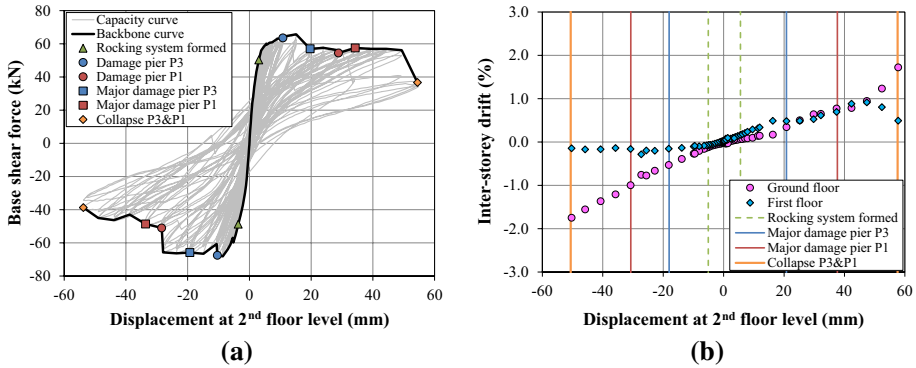 80
60
40
20
0
-20
-40
-60
-80
Base shear force (kN)
Capacity curve
Backbone curve
Rocking system formed
Damage pier P3
Damage pier P1
Major damage pier P3
Major damage pier P1
Collapse P3&P1
-60 -40 -20 0 20 40 60
Displacement at 2nd floor level (mm)
(a)
3.0
2.0
1.0
0.0
-1.0
-2.0
-3.0
Inter-storey drift (%)
Ground floor
First floor
Rocking system formed
Major damage pier P3
Major damage pier P1
Collapse P3&P1
-60 -40 -20 0 20 40 60
Displacement at 2nd floor level (mm)
(b)